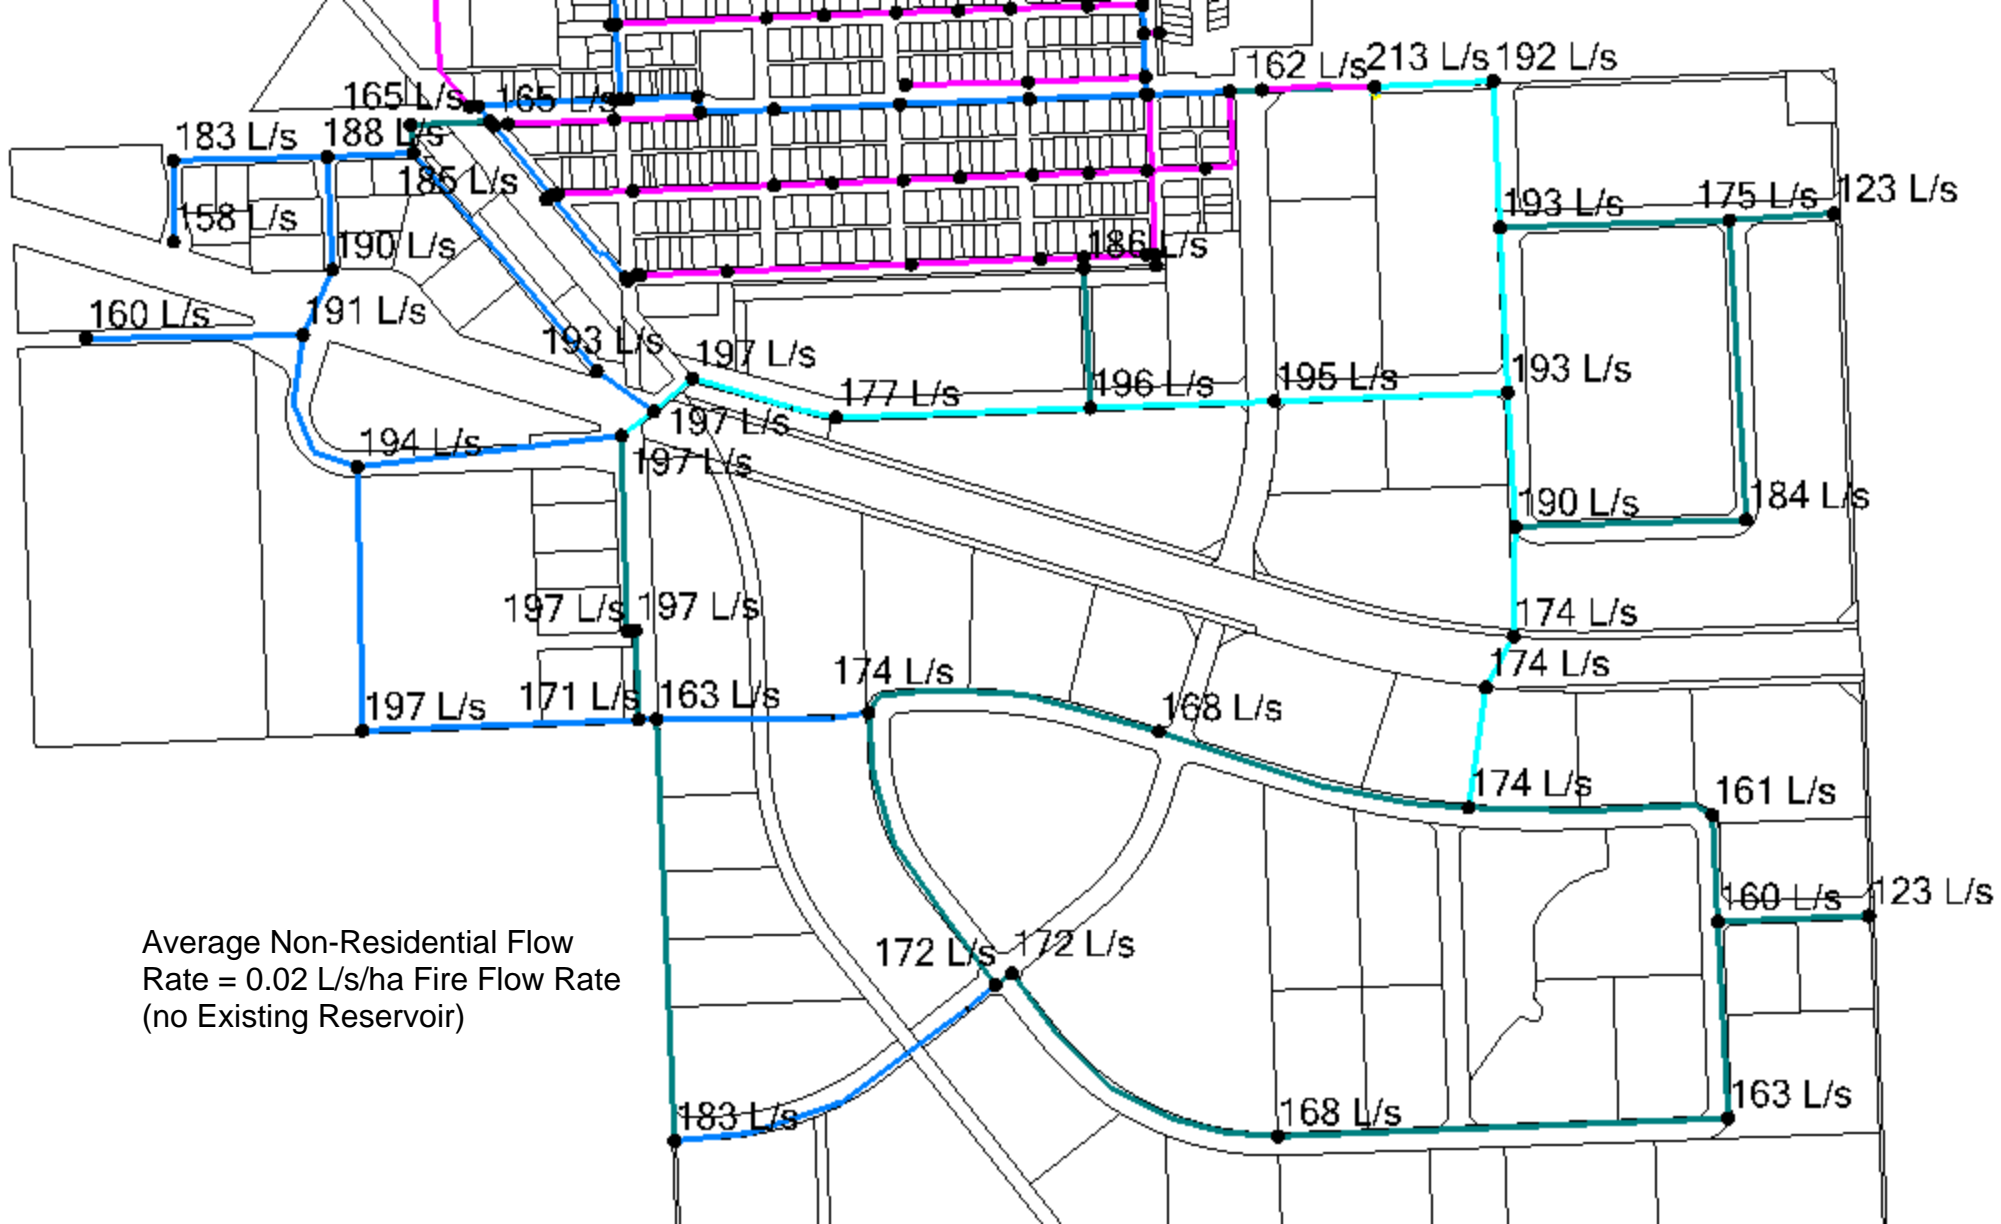 162 L/s
213 L/s
192 L/s
165 L/s
165 L/s
183 L/s
188 L/s
185 L/s
158 L/s
193 L/s
175 L/s
123 L/s
190 L/s
186 L/s
160 L/s
191 L/s
193 L/s
197 L/s
177 L/s
196 L/s
195 L/s
193 L/s
194 L/s
197 L/s
197 L/s
190 L/s
184 L/s
197 L/s
197 L/s
174 L/s
174 L/s
174 L/s
197 L/s
171 L/s
163 L/s
168 L/s
174 L/s
161 L/s
160 L/s
123 L/s
Average Non-Residential Flow
Rate = 0.02 L/s/ha Fire Flow Rate
(no Existing Reservoir)
172 L/s
172 L/s
183 L/s
168 L/s
163 L/s